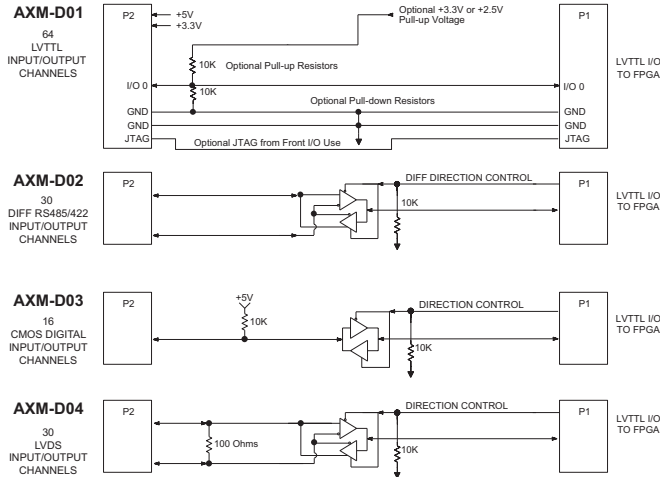 AXM-D01
64
LVTTL
INPUT/OUTPUT
CHANNELS
P2
+5V
+3.3V
Optional +3.3V or +2.5V
Pull-up Voltage
P1
10K
Optional Pull-up Resistors
LVTTL I/O
TO FPGA
I/O 0
10K
I/O 0
Optional Pull-down Resistors
GND
GND
GND
GND
JTAG
Optional JTAG from Front I/O Use
JTAG
AXM-D02
30
DIFF RS485/422
INPUT/OUTPUT
CHANNELS
P2
DIFF DIRECTION CONTROL
10K
P1
LVTTL I/O
TO FPGA
AXM-D03
16
CMOS DIGITAL
INPUT/OUTPUT
CHANNELS
P2
+5V
10K
DIRECTION CONTROL
10K
P1
LVTTL I/O
TO FPGA
AXM-D04
30
LVDS
INPUT/OUTPUT
CHANNELS
P2
100 Ohms
DIRECTION CONTROL
10K
P1
LVTTL I/O
TO FPGA